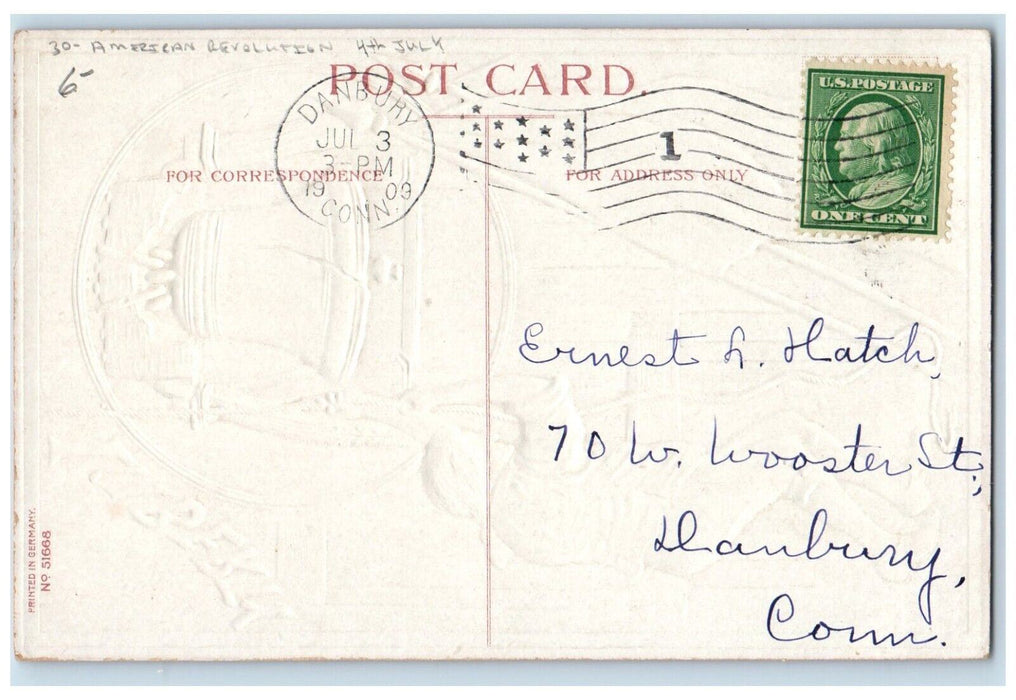 30- AMERICAN REVOLUTION 4th JULY
6-
POST CARD.
U.S. POSTAGE
ONE CENT
DANBURY
JUL 3
3-PM
1909
CONN.
1
FOR CORRESPONDENCE
FOR ADDRESS ONLY
Ernest L. Hatch,
70 W. Wooster St.,
Danbury,
Conn.
PRINTED IN GERMANY.
No 51668